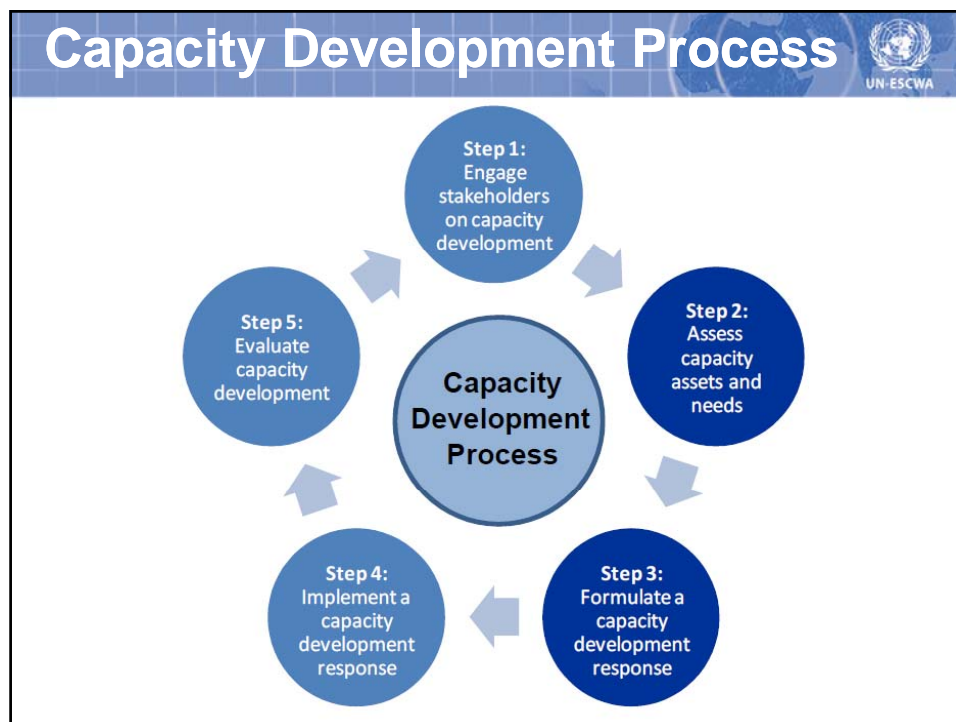 Capacity Development Process
UN-ESCWA
Step 1:
Engage
stakeholders
on capacity
development
Step 2:
Assess
capacity
assets and
needs
Step 3:
Formulate a
capacity
development
response
Step 4:
Implement a
capacity
development
response
Step 5:
Evaluate
capacity
development
Capacity
Development
Process